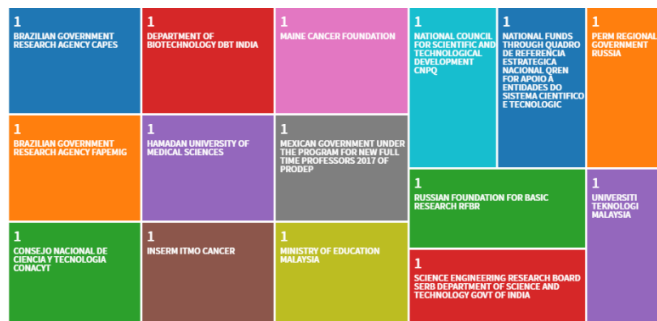 1
BRAZILIAN GOVERNMENT
RESEARCH AGENCY CAPES
1
DEPARTMENT OF
BIOTECHNOLOGY DBT INDIA
1
MAINE CANCER FOUNDATION
1
NATIONAL COUNCIL
FOR SCIENTIFIC AND
TECHNOLOGICAL
DEVELOPMENT
CNPQ
1
NATIONAL FUNDS
THROUGH QUADRO
DE REFERENCIA
ESTRATEGICA
NACIONAL QREN
FOR APOIO À
ENTIDADES DO
SISTEMA CIENTIFICO
E TECNOLOGIC
1
PERM REGIONAL
GOVERNMENT
RUSSIA
1
BRAZILIAN GOVERNMENT
RESEARCH AGENCY FAPEMIG
1
HAMADAN UNIVERSITY OF
MEDICAL SCIENCES
1
MEXICAN GOVERNMENT UNDER
THE PROGRAM FOR NEW FULL
TIME PROFESSORS 2017 OF
PRODEP
1
RUSSIAN FOUNDATION FOR BASIC
RESEARCH RFBR
1
UNIVERSITI
TEKNOLOGI
MALAYSIA
1
CONSEJO NACIONAL DE
CIENCIA Y TECNOLOGIA
CONACYT
1
INSERM ITMO CANCER
1
MINISTRY OF EDUCATION
MALAYSIA
1
SCIENCE ENGINEERING RESEARCH BOARD
SERB DEPARTMENT OF SCIENCE AND
TECHNOLOGY GOVT OF INDIA